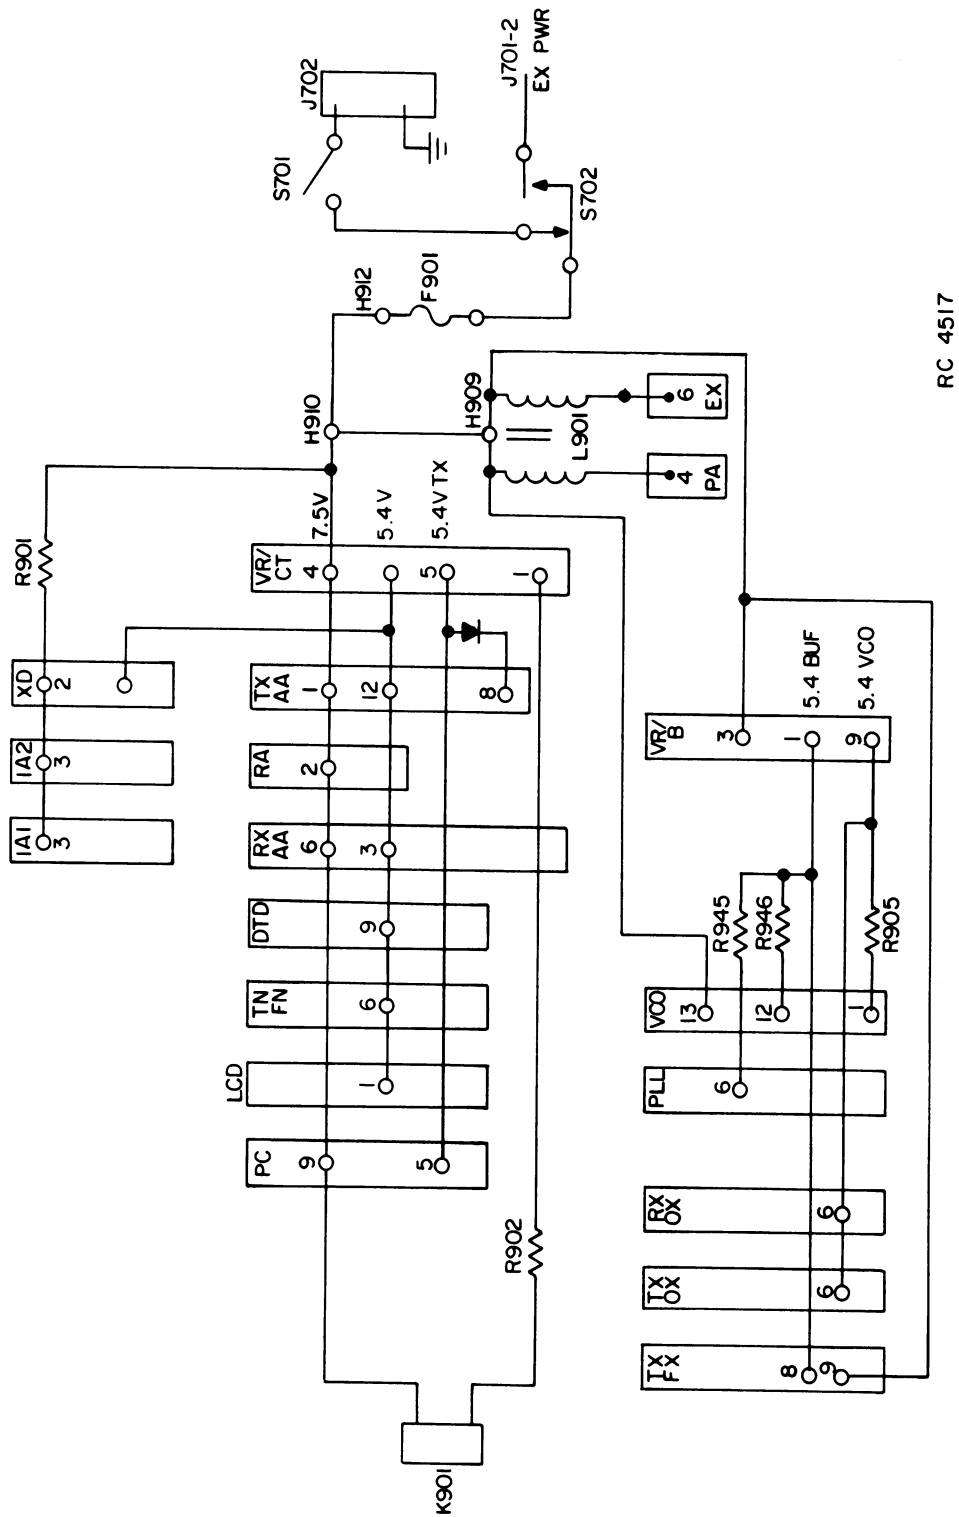 K901
R902
PC
9
5
LCD
1
TN
FN
6
DTD
9
RX
AA
6
3
RA
2
TX
AA
1
12
8
VR/
CT
4
5
1
7.5V
5.4V
5.4V TX
1A1
3
1A2
3
XD
2
R901
H910
H912
F901
S701
J702
J701-2
EX PWR
S702
H909
L901
4
PA
6
EX
TX
FX
8
9
TX
OX
6
RX
OX
6
PLL
6
VCO
13
12
1
R945
R946
R905
VR/
B
3
1
9
5.4 BUF
5.4 VCO
RC 4517